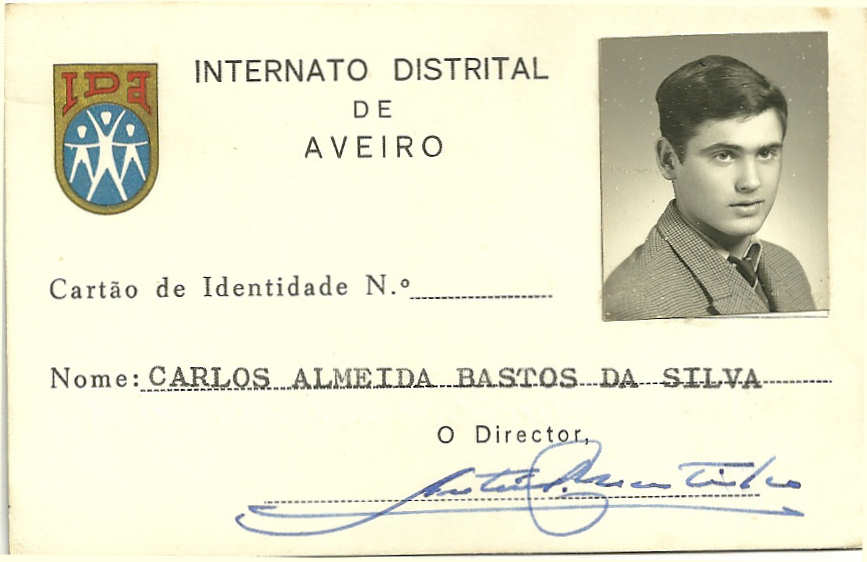 IDA
INTERNATO DISTRITAL
DE
AVEIRO
Cartão de Identidade N.º
Nome: CARLOS ALMEIDA BASTOS DA SILVA
O Director,